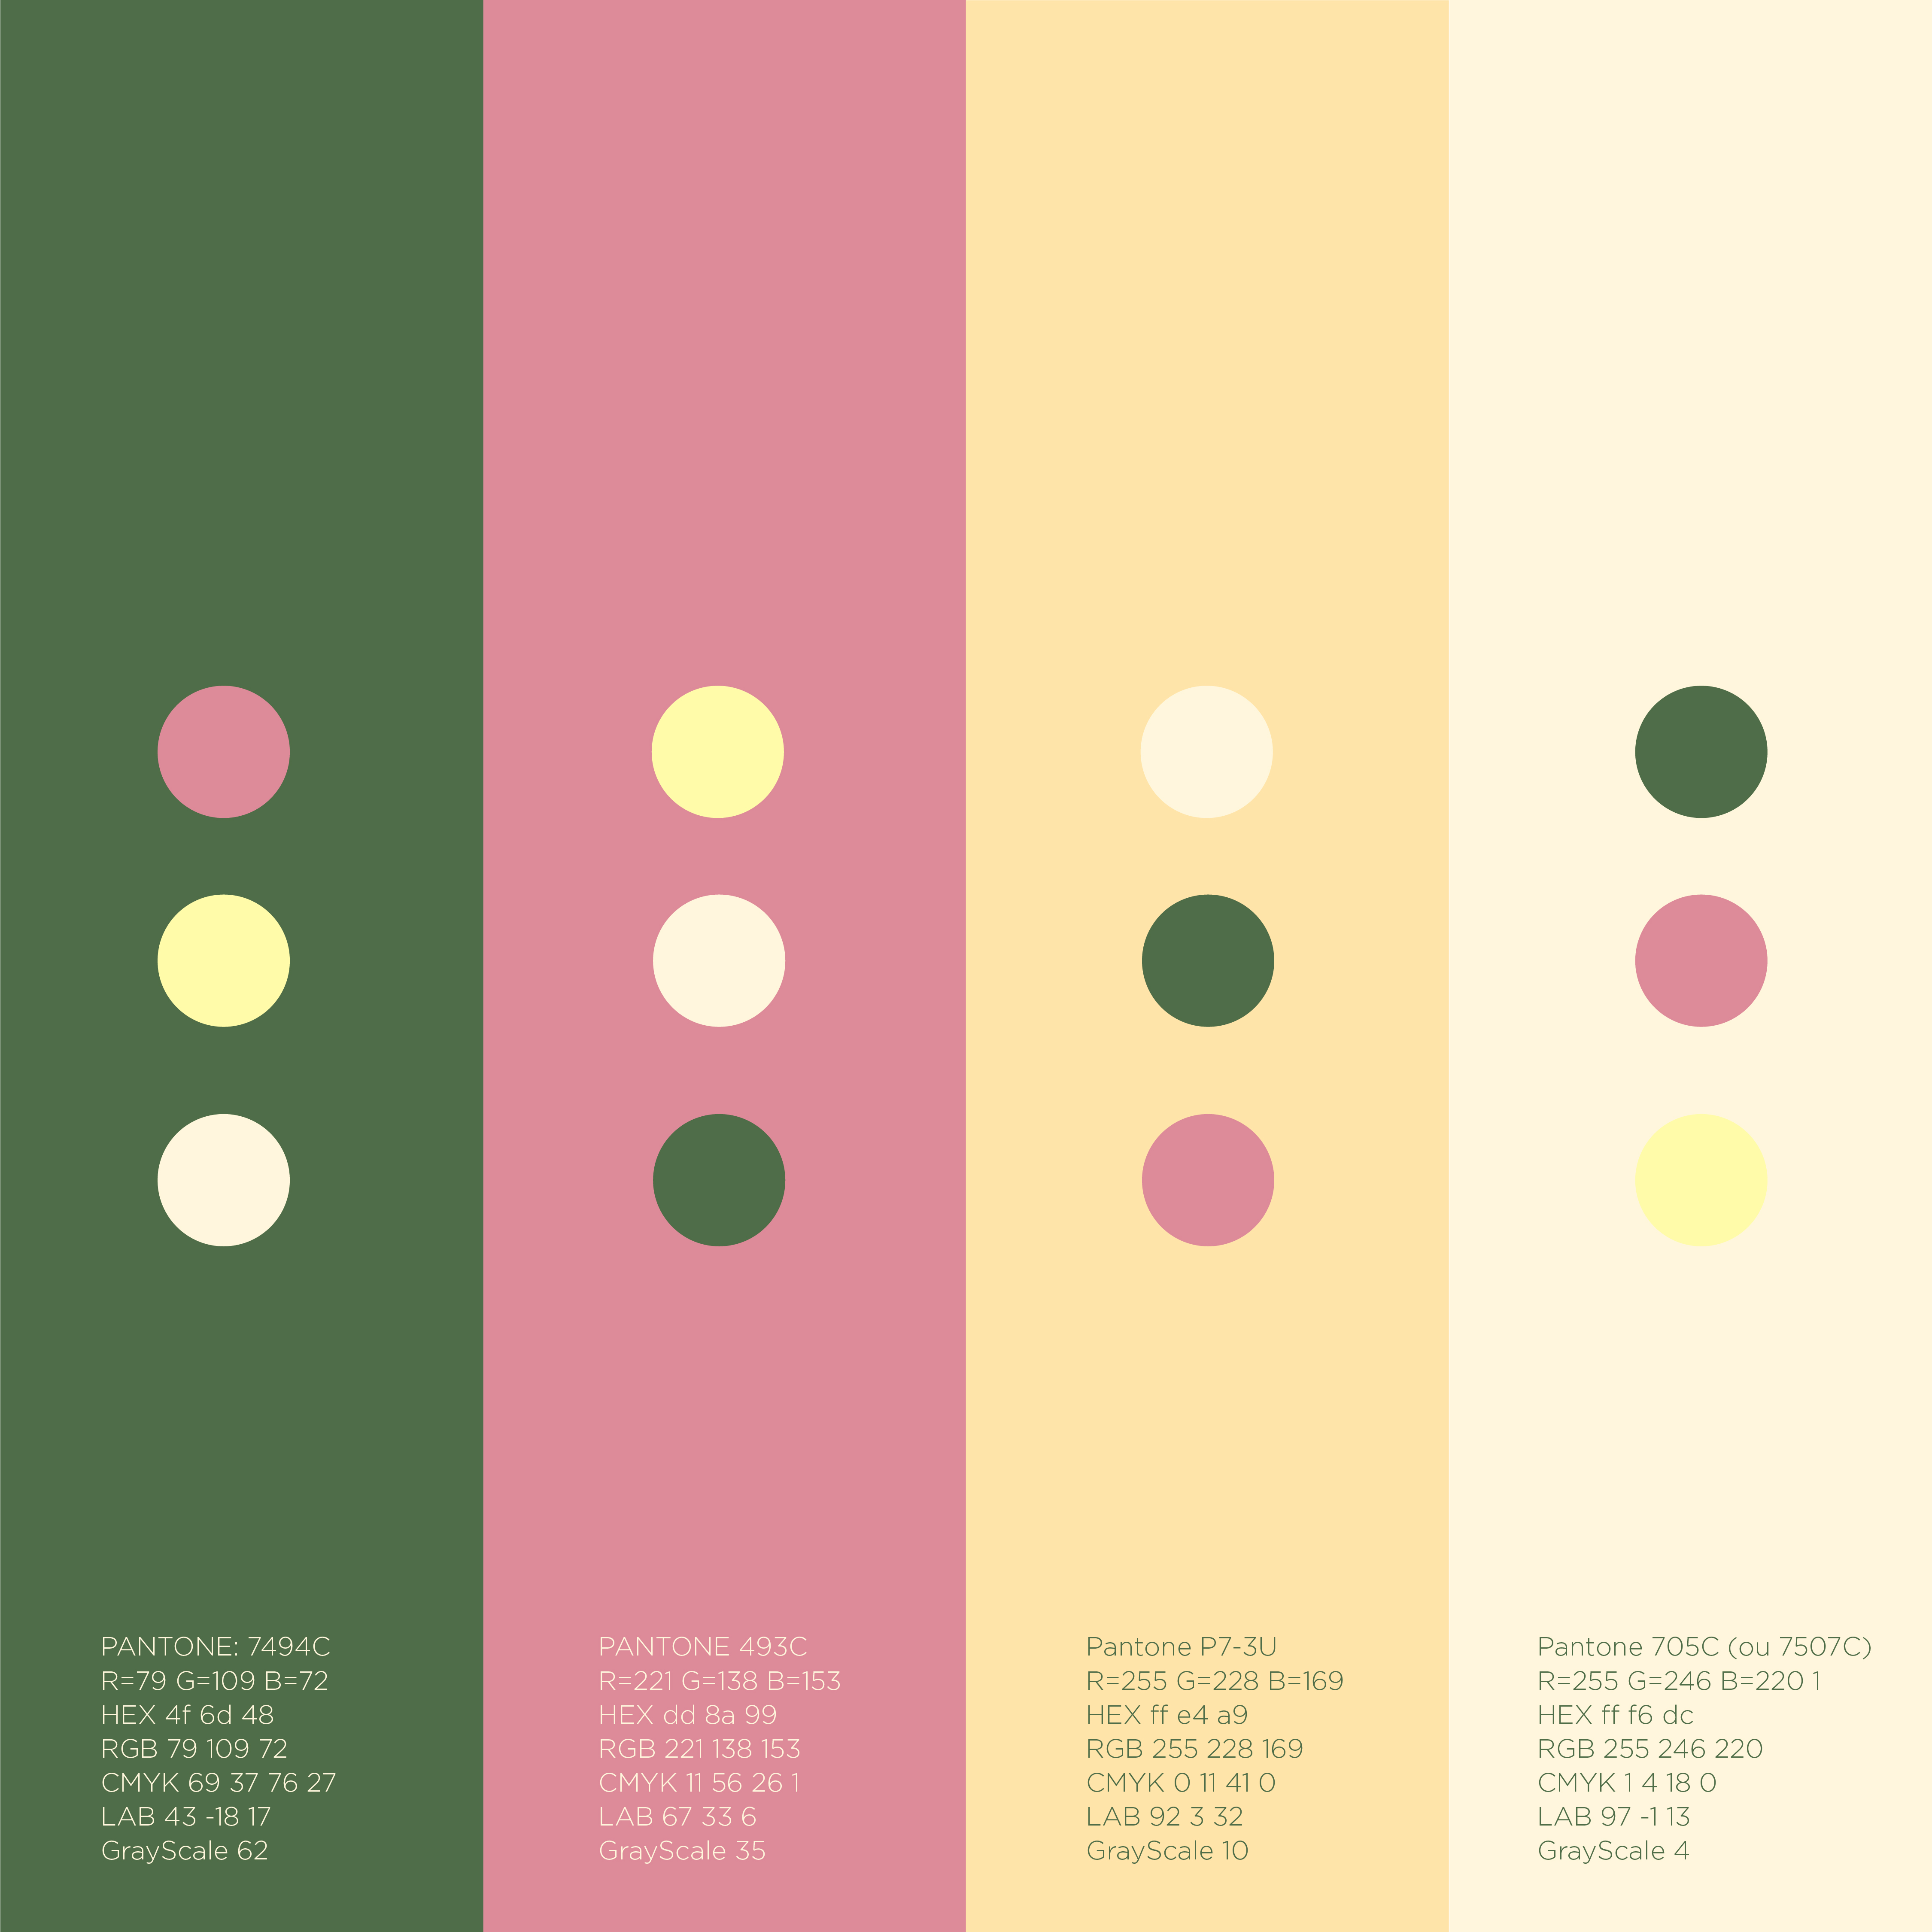 PANTONE: 7494C
R=79 G=109 B=72
HEX 4f 6d 48
RGB 79 109 72
CMYK 69 37 76 27
LAB 43 -18 17
GrayScale 62
PANTONE 493C
R=221 G=138 B=153
HEX dd 8a 99
RGB 221 138 153
CMYK 11 56 26 1
LAB 67 33 6
GrayScale 35
Pantone P7-3U
R=255 G=228 B=169
HEX ff e4 a9
RGB 255 228 169
CMYK 0 11 41 0
LAB 92 3 32
GrayScale 10
Pantone 705C (ou 7507C)
R=255 G=246 B=220 1
HEX ff f6 dc
RGB 255 246 220
CMYK 1 4 18 0
LAB 97 -1 13
GrayScale 4